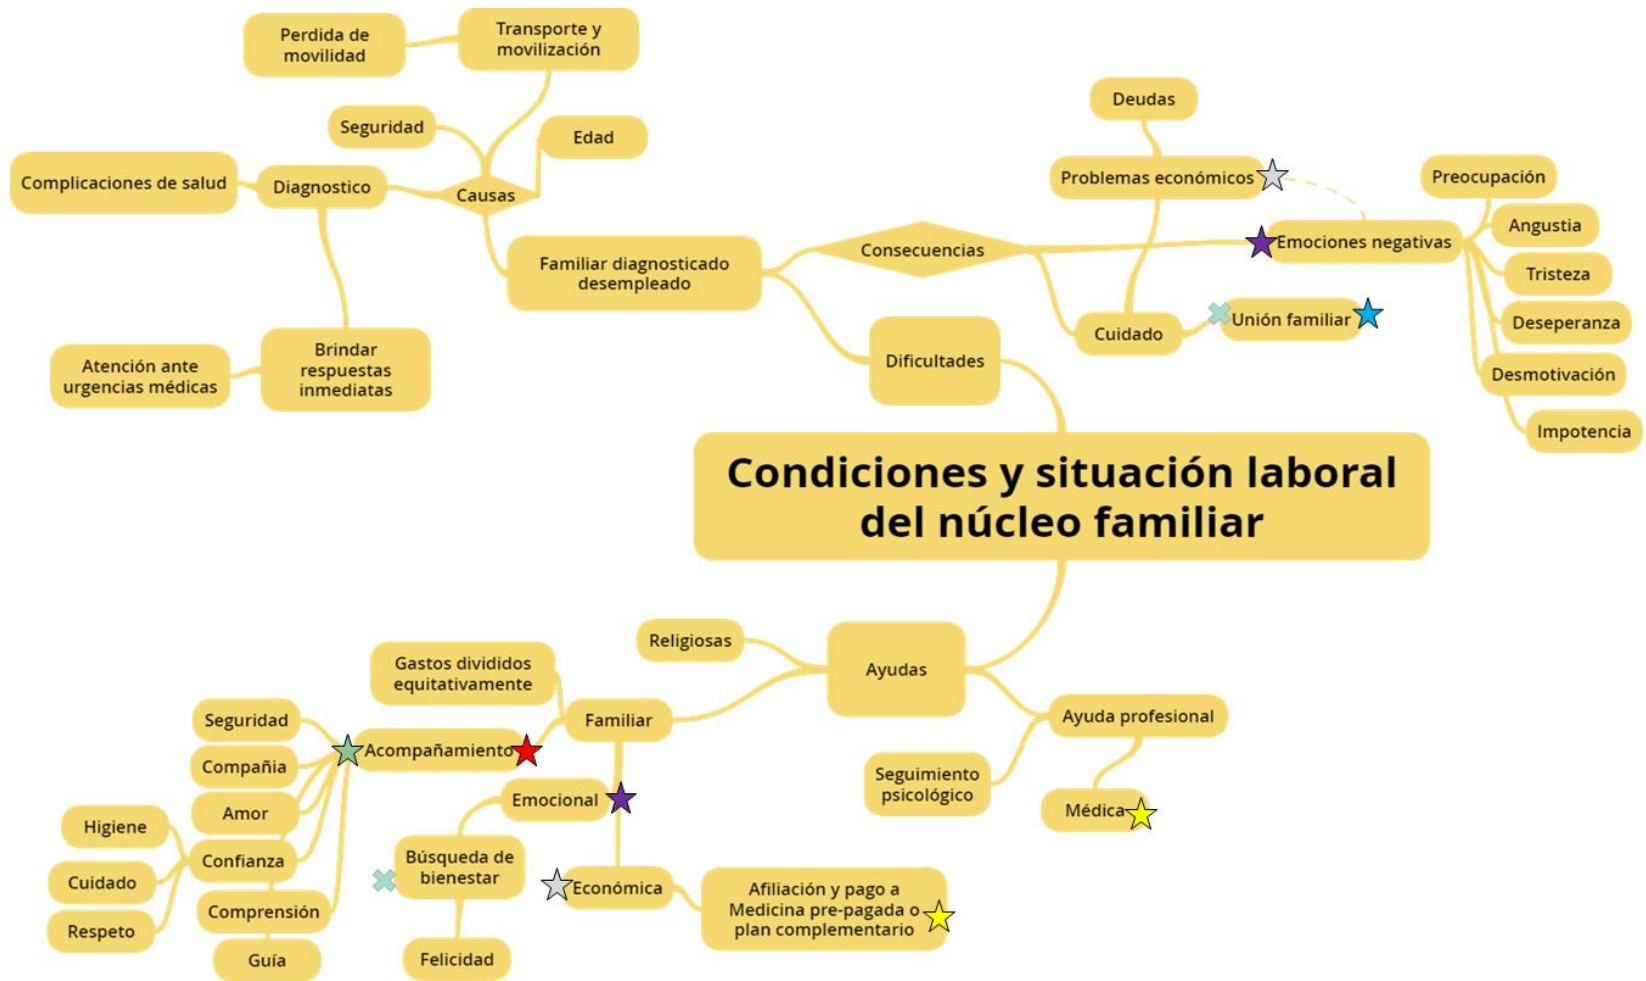 Perdida de
movilidad
Transporte y
movilización
Seguridad
Edad
Complicaciones de salud
Diagnostico
Causas
Atención ante
urgencias médicas
Brindar
respuestas
inmediatas
Familiar diagnosticado
desempleado
Consecuencias
Dificultades
Deudas
Problemas económicos
Cuidado
Unión familiar
Emociones negativas
Preocupación
Angustia
Tristeza
Deseperanza
Desmotivación
Impotencia
Condiciones y situación laboral
del núcleo familiar
Ayudas
Religiosas
Familiar
Gastos divididos
equitativamente
Acompañamiento
Seguridad
Compañia
Amor
Confianza
Higiene
Cuidado
Respeto
Comprensión
Guía
Emocional
Búsqueda de
bienestar
Felicidad
Económica
Afiliación y pago a
Medicina pre-pagada o
plan complementario
Ayuda profesional
Seguimiento
psicológico
Médica